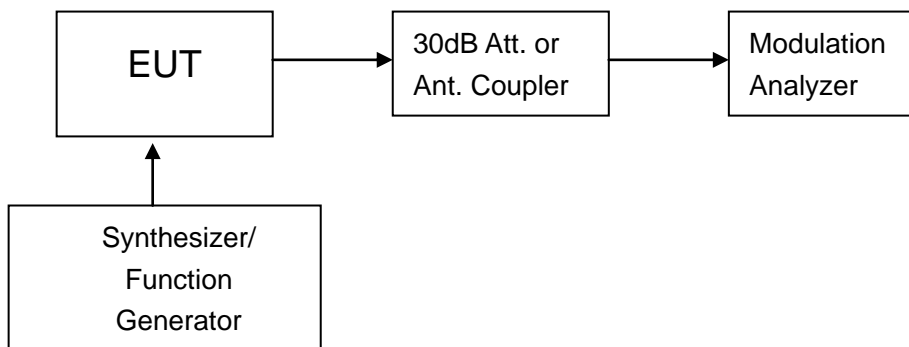 EUT
30dB Att. or
Ant. Coupler
Modulation
Analyzer
Synthesizer/
Function
Generator